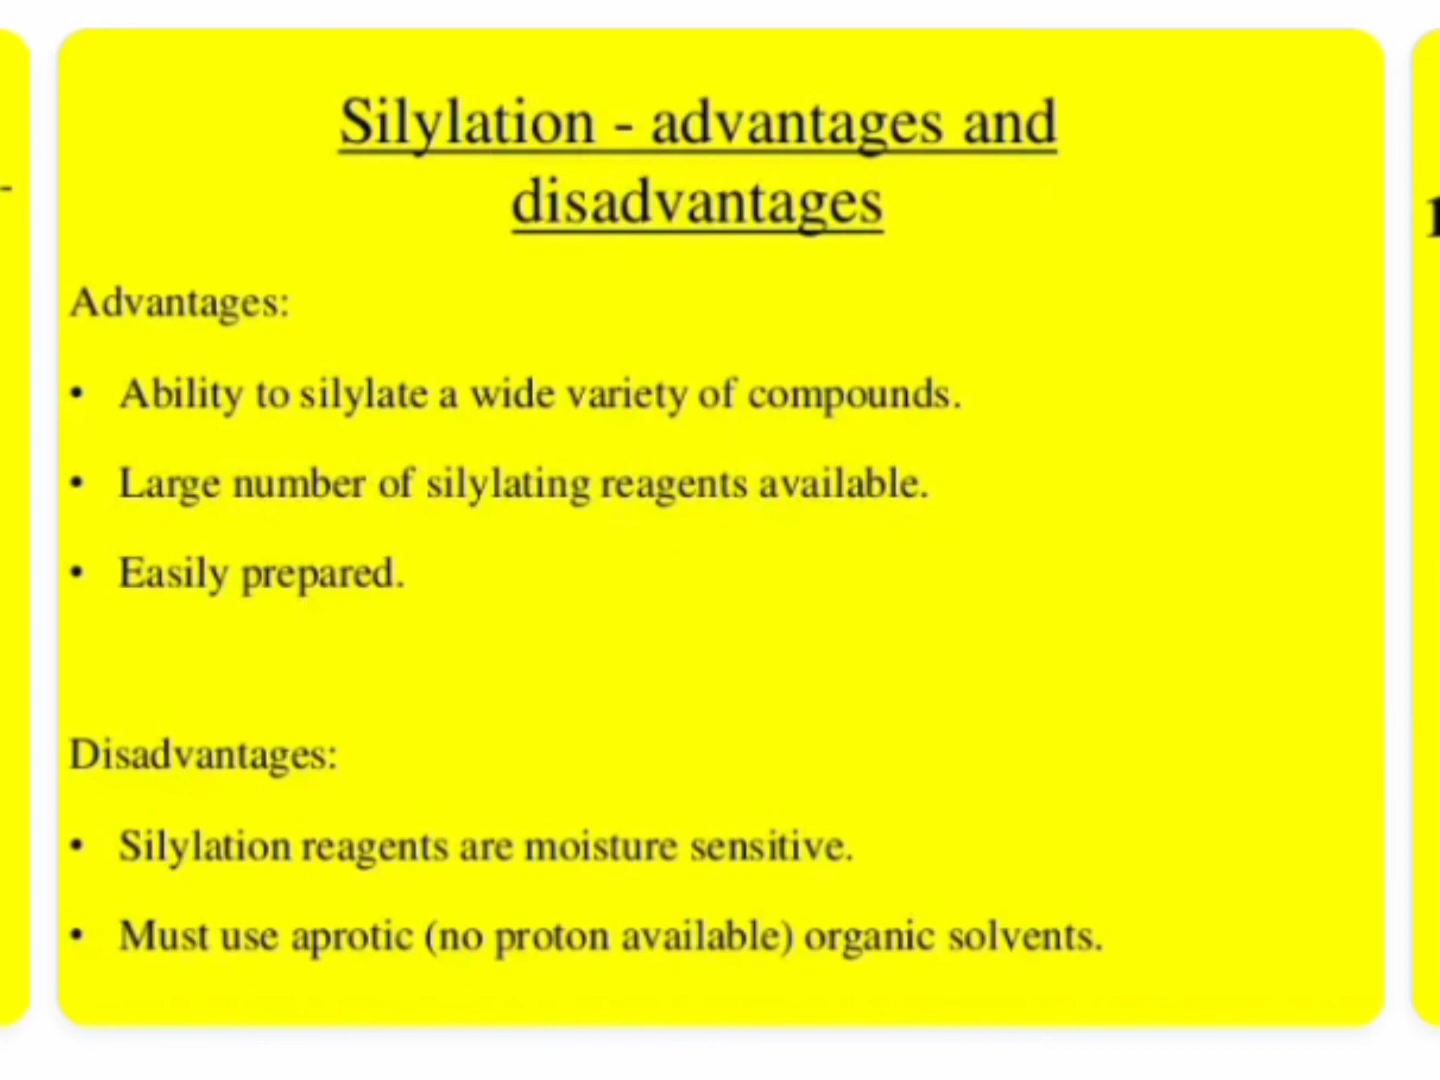 Silylation - advantages and
disadvantages
Advantages:
• Ability to silylate a wide variety of compounds.
• Large number of silylating reagents available.
• Easily prepared.
Disadvantages:
• Silylation reagents are moisture sensitive.
• Must use aprotic (no proton available) organic solvents.